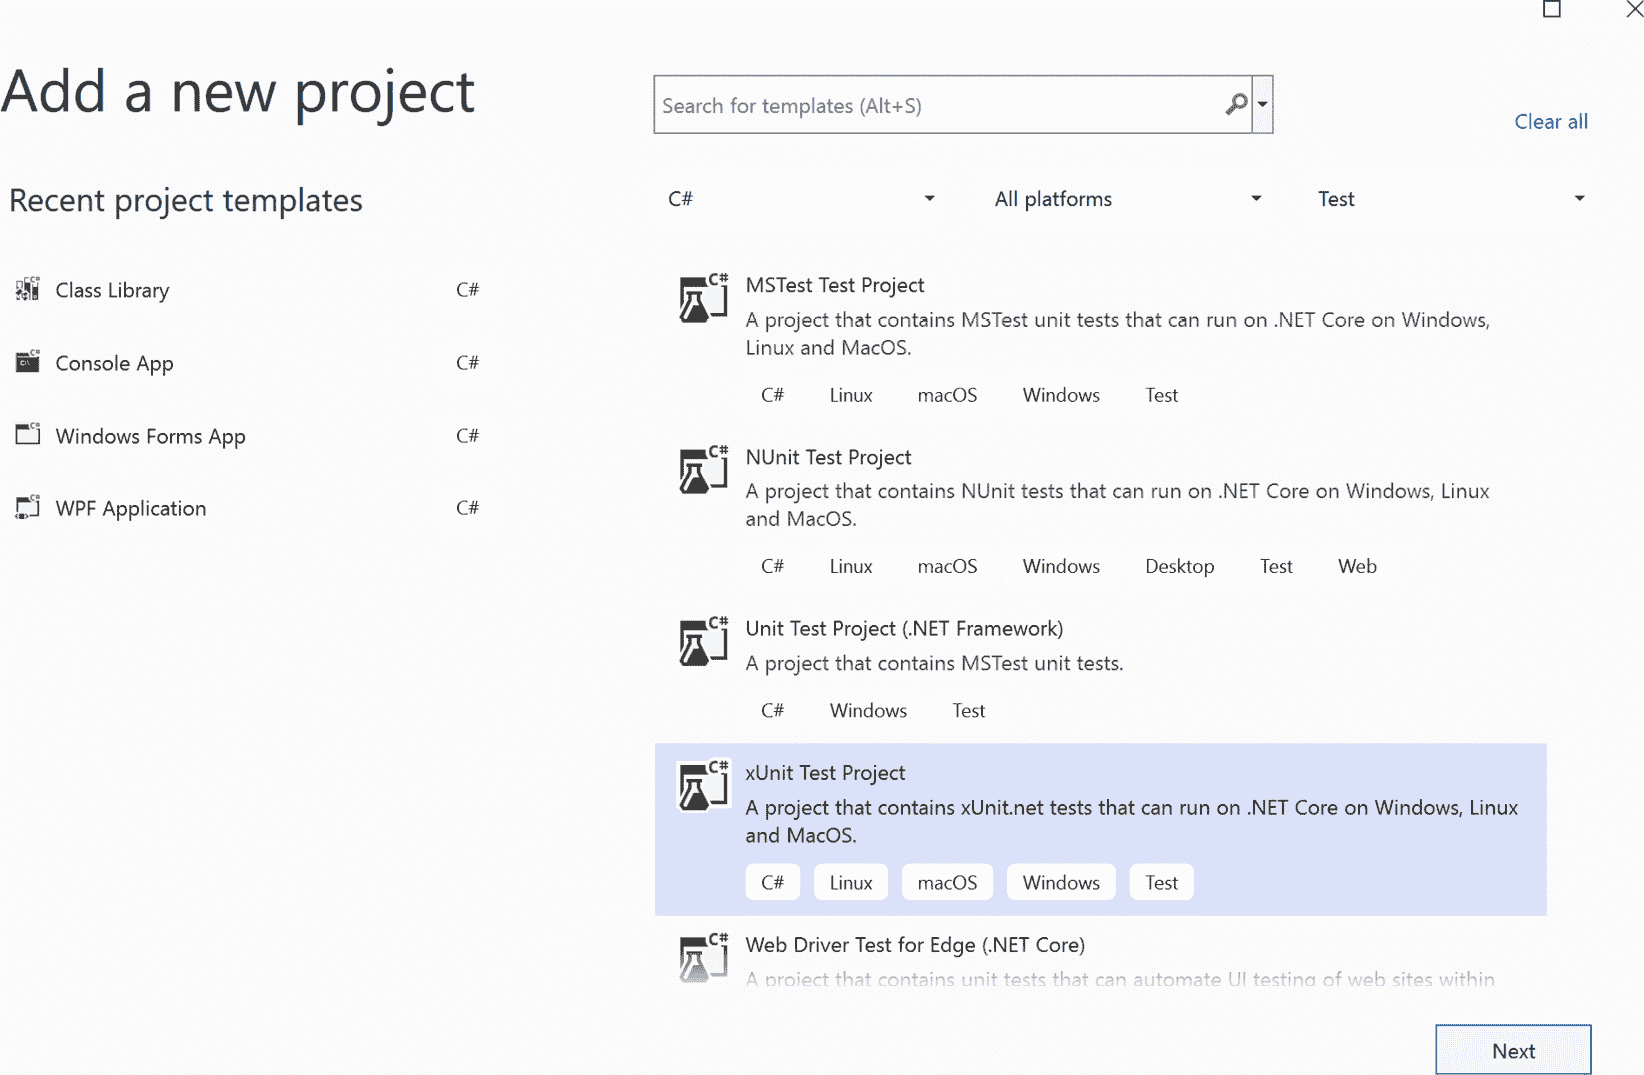 Add a new project
Search for templates (Alt+S)
Clear all
Recent project templates
C#
All platforms
Test
Class Library
C#
Console App
C#
Windows Forms App
C#
WPF Application
C#
MSTest Test Project
A project that contains MSTest unit tests that can run on .NET Core on Windows,
Linux and MacOS.
C# Linux macOS Windows Test
NUnit Test Project
A project that contains NUnit tests that can run on .NET Core on Windows, Linux
and MacOS.
C# Linux macOS Windows Desktop Test Web
Unit Test Project (.NET Framework)
A project that contains MSTest unit tests.
C# Windows Test
xUnit Test Project
A project that contains xUnit.net tests that can run on .NET Core on Windows, Linux
and MacOS.
C# Linux macOS Windows Test
Web Driver Test for Edge (.NET Core)
A project that contains unit tests that can automate UI testing of web sites within
Next